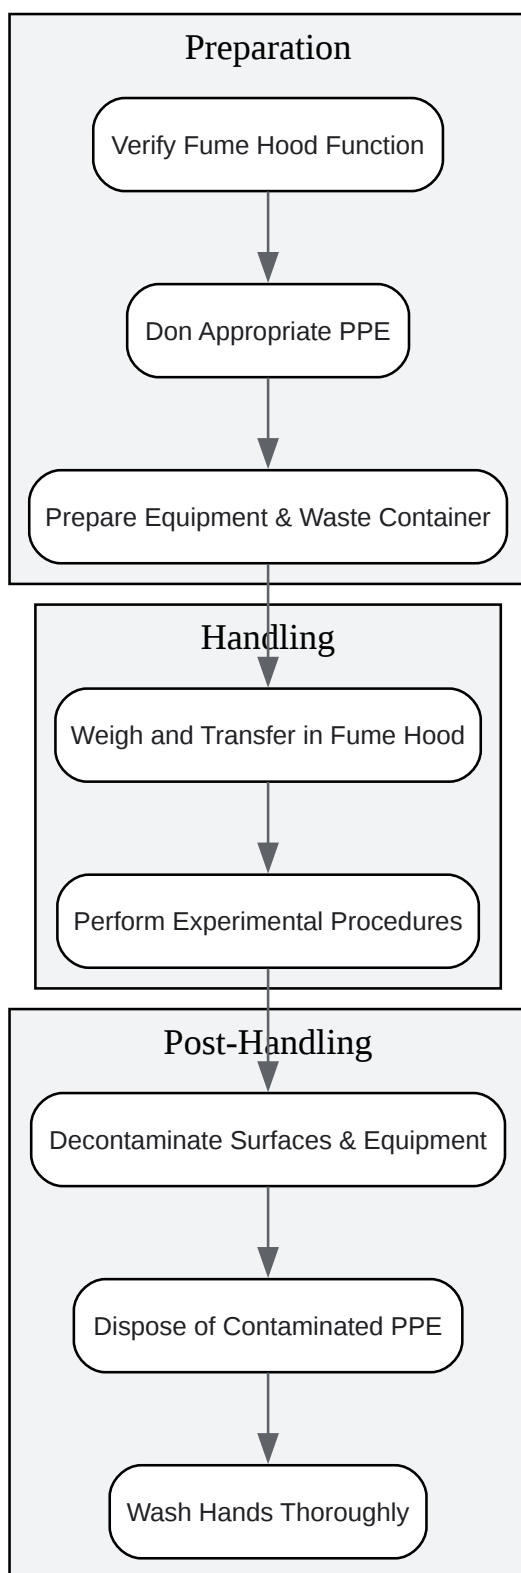 Preparation
Verify Fume Hood Function
Don Appropriate PPE
Prepare Equipment & Waste Container
Handling
Weigh and Transfer in Fume Hood
Perform Experimental Procedures
Post-Handling
Decontaminate Surfaces & Equipment
Dispose of Contaminated PPE
Wash Hands Thoroughly